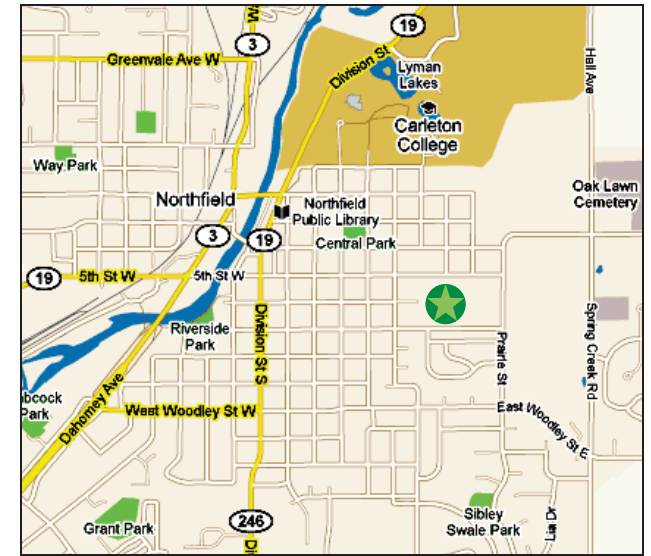 19
3
Greenvale Ave W
Division St
Lyman
Lakes
Hall Ave
Carleton
College
Way Park
Oak Lawn
Cemetery
Northfield
Northfield
Public Library
3
19
Central Park
19
5th St W
5th St W
Riverside
Park
Division St S
Prairie St
Spring Creek Rd
bcock
Park
Dahomey Ave
West Woodley St W
East Woodley St E
246
Grant Park
Sibley
Swale Park